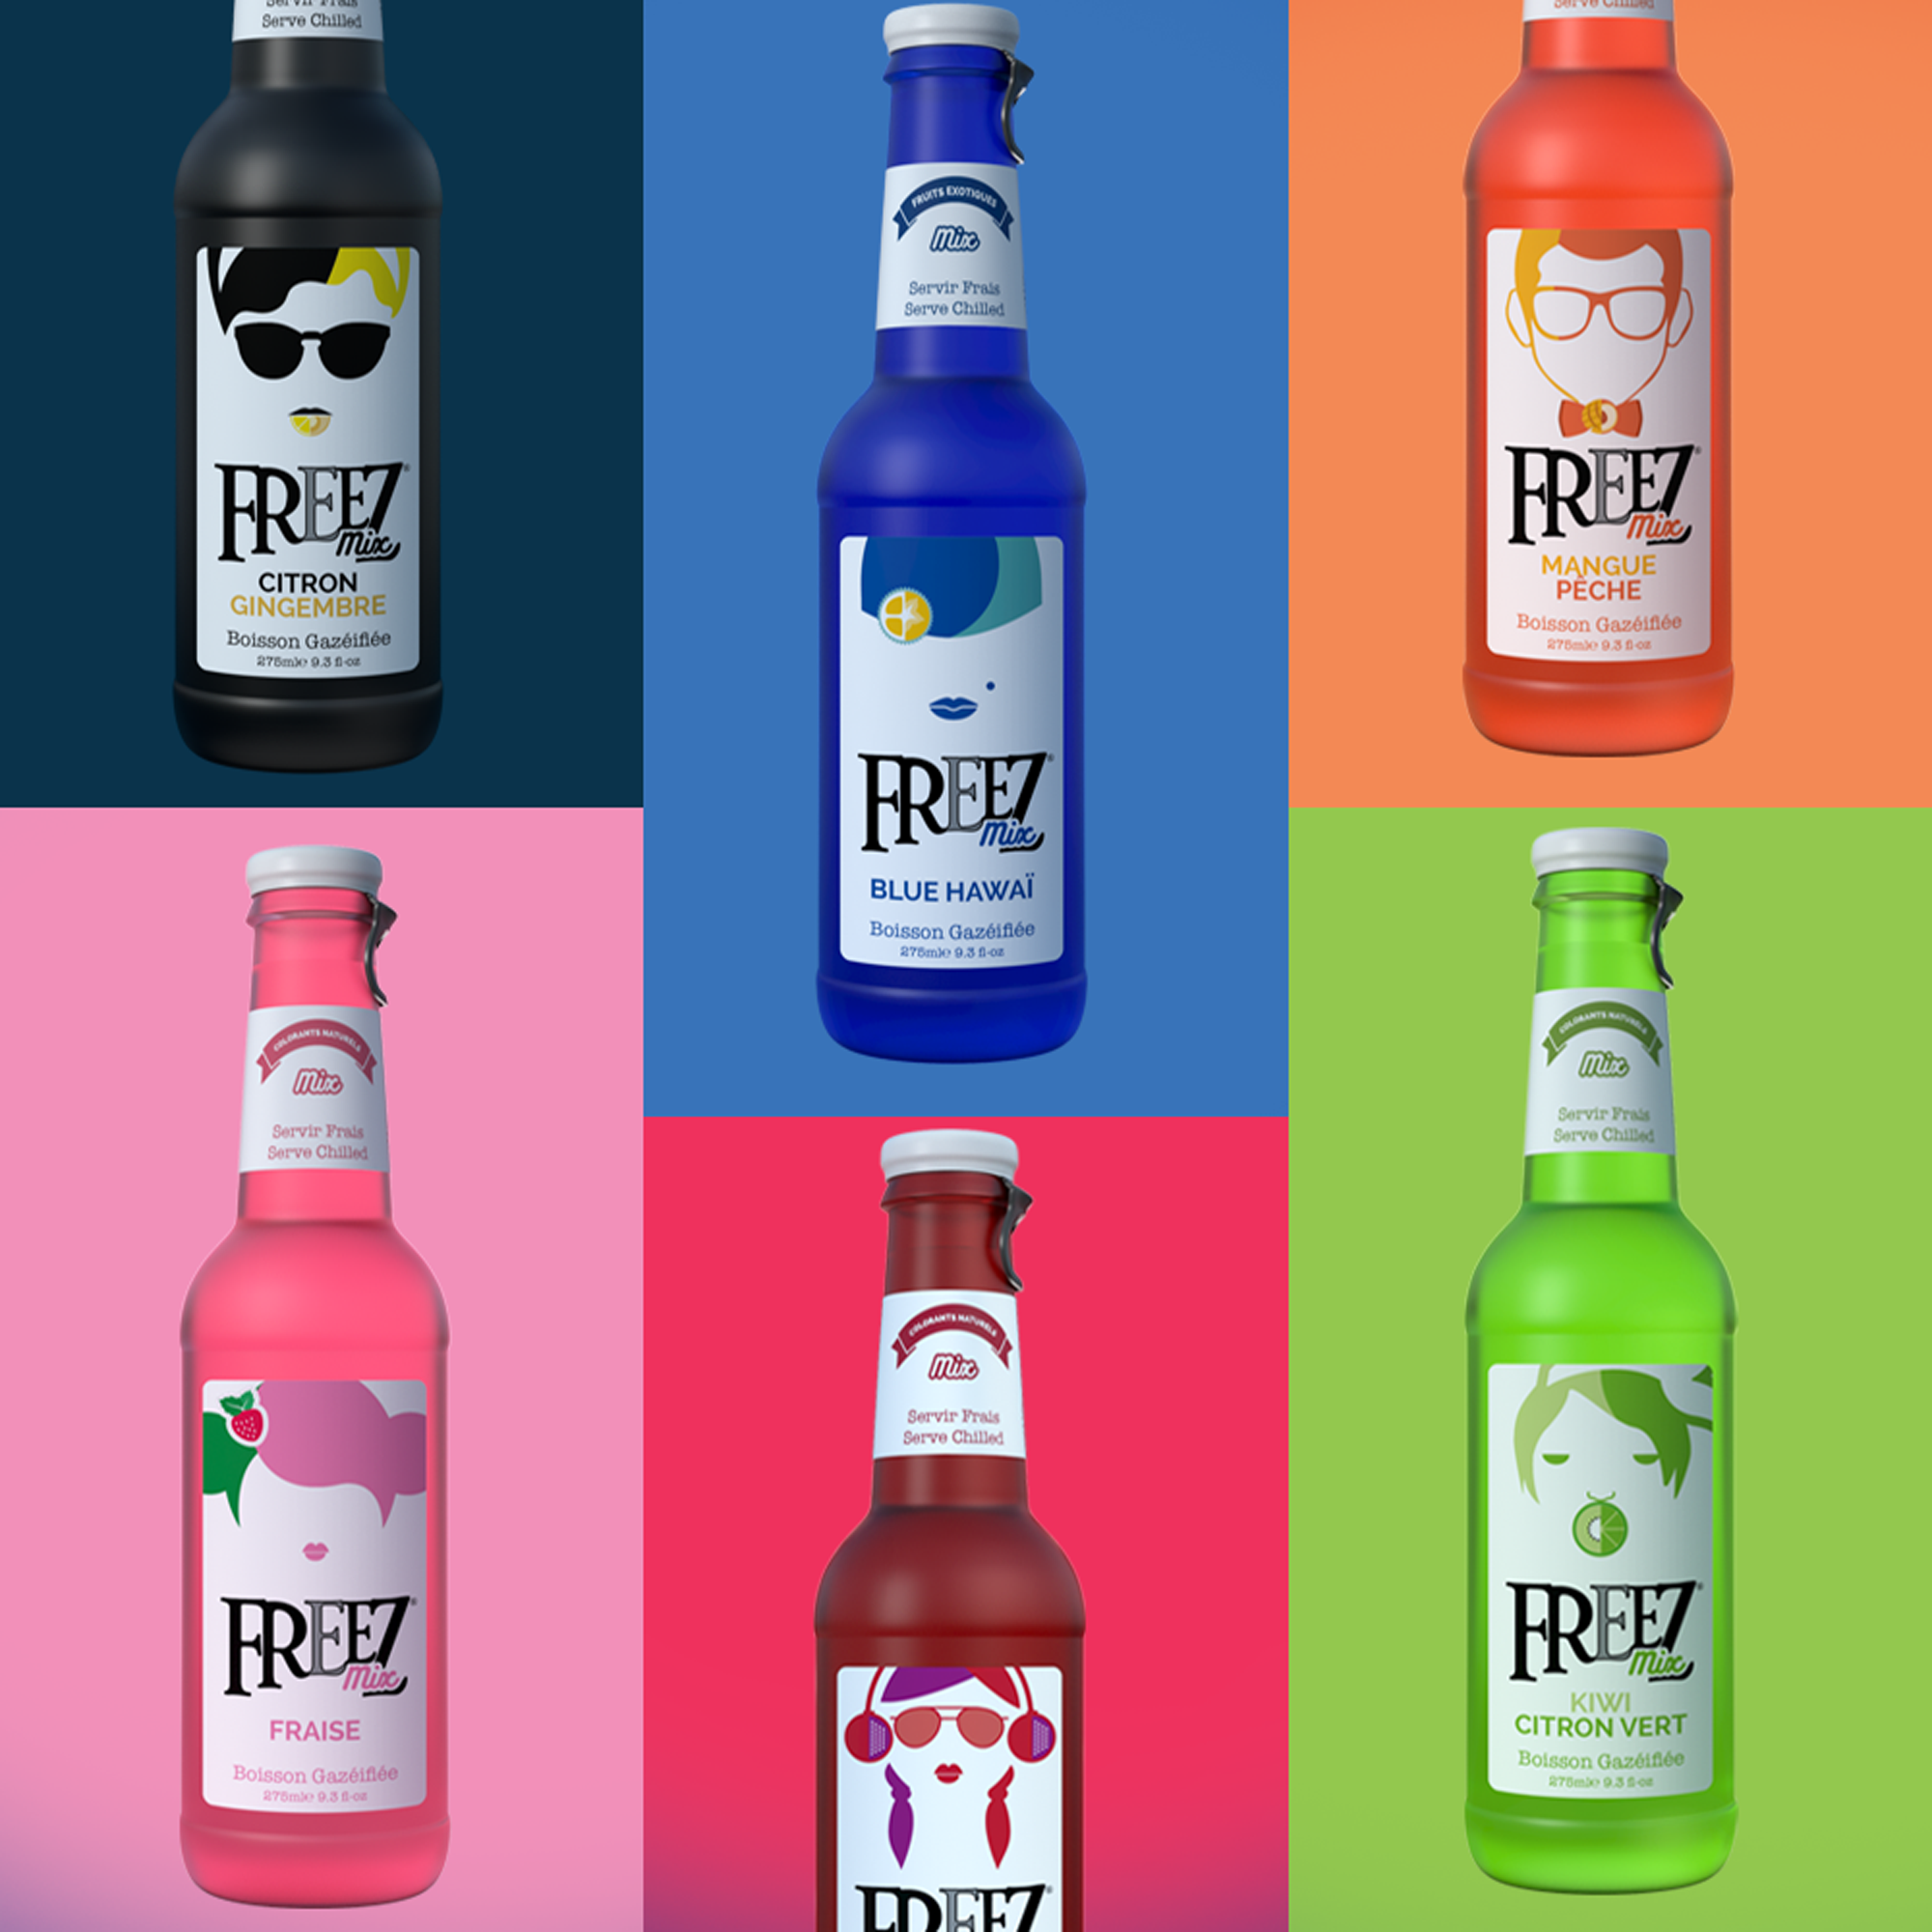 Servir Frais
Serve Chilled
FREEZ
Mix
CITRON
GINGEMBRE
Boisson Gazéifiée
275ml℮ 9.3 fl·oz
FRUITS EXOTIQUES
Mix
Servir Frais
Serve Chilled
FREEZ®
Mix
BLUE HAWAÏ
Boisson Gazéifiée
275ml℮ 9.3 fl·oz
Serve Chilled
FREEZ®
Mix
MANGUE
PÊCHE
Boisson Gazéifiée
275ml℮ 9.3 fl·oz
COLORANTS NATURELS
Mix
Servir Frais
Serve Chilled
FREEZ®
Mix
FRAISE
Boisson Gazéifiée
275ml℮ 9.3 fl·oz
COLORANTS NATURELS
Mix
Servir Frais
Serve Chilled
FREEZ®
COLORANTS NATURELS
Mix
Servir Frais
Serve Chilled
FREEZ®
Mix
KIWI
CITRON VERT
Boisson Gazéifiée
275ml℮ 9.3 fl·oz